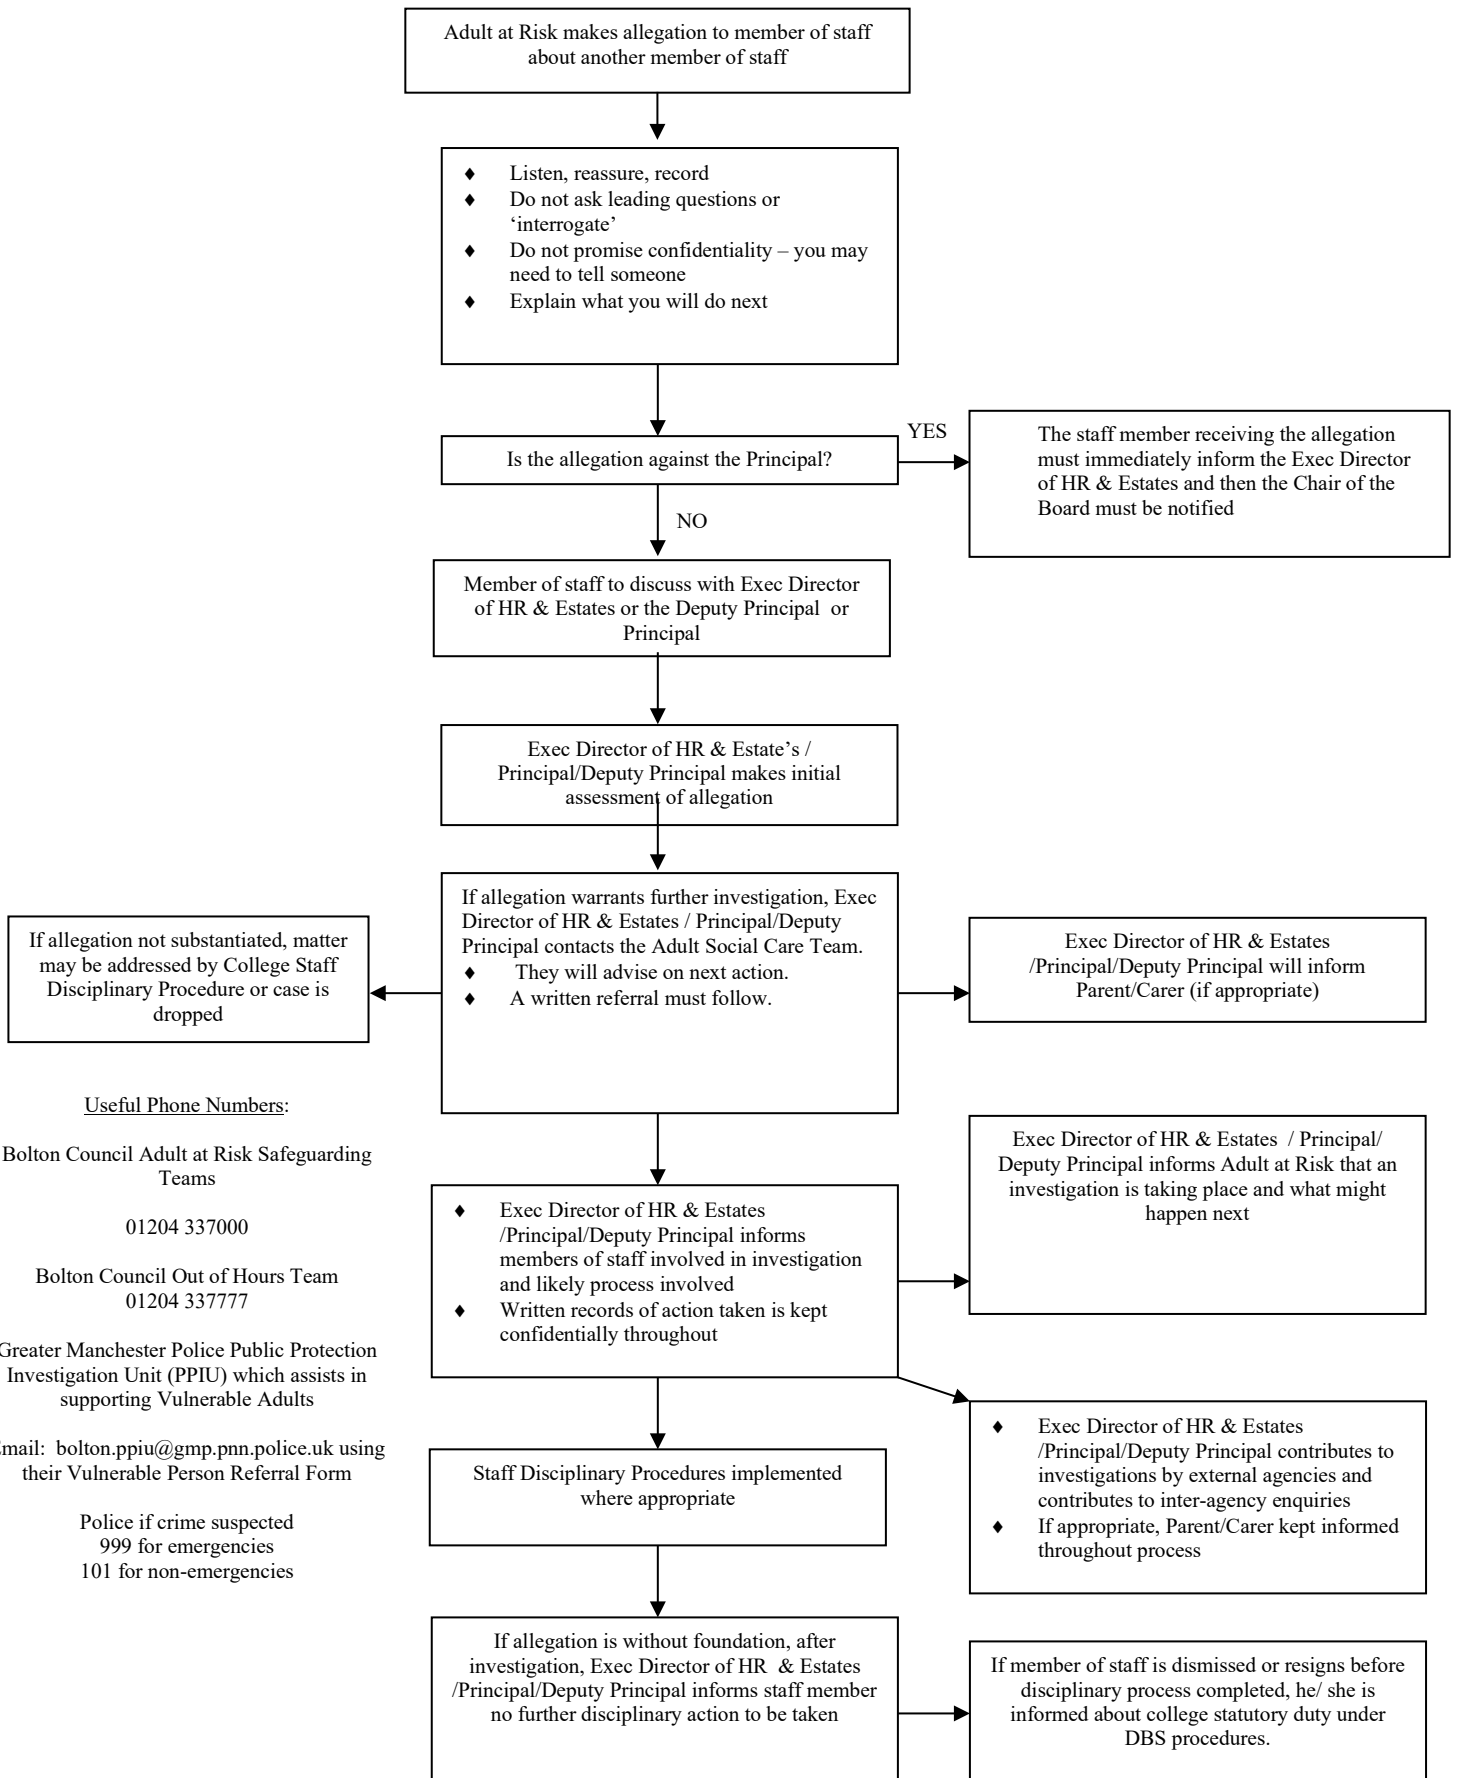 Adult at Risk makes allegation to member of staff
about another member of staff
♦ Listen, reassure, record
♦ Do not ask leading questions or
‘interrogate’
♦ Do not promise confidentiality – you may
need to tell someone
♦ Explain what you will do next
Is the allegation against the Principal?
YES
The staff member receiving the allegation
must immediately inform the Exec Director
of HR & Estates and then the Chair of the
Board must be notified
NO
Member of staff to discuss with Exec Director
of HR & Estates or the Deputy Principal or
Principal
Exec Director of HR & Estate’s /
Principal/Deputy Principal makes initial
assessment of allegation
If allegation warrants further investigation, Exec
Director of HR & Estates / Principal/Deputy
Principal contacts the Adult Social Care Team.
♦ They will advise on next action.
♦ A written referral must follow.
If allegation not substantiated, matter
may be addressed by College Staff
Disciplinary Procedure or case is
dropped
Exec Director of HR & Estates
/Principal/Deputy Principal will inform
Parent/Carer (if appropriate)
Useful Phone Numbers:
Bolton Council Adult at Risk Safeguarding
Teams
01204 337000
Bolton Council Out of Hours Team
01204 337777
Greater Manchester Police Public Protection
Investigation Unit (PPIU) which assists in
supporting Vulnerable Adults
Email: bolton.ppiu@gmp.pnn.police.uk using
their Vulnerable Person Referral Form
Police if crime suspected
999 for emergencies
101 for non-emergencies
♦ Exec Director of HR & Estates
/Principal/Deputy Principal informs
members of staff involved in investigation
and likely process involved
♦ Written records of action taken is kept
confidentially throughout
Exec Director of HR & Estates / Principal/
Deputy Principal informs Adult at Risk that an
investigation is taking place and what might
happen next
♦ Exec Director of HR & Estates
/Principal/Deputy Principal contributes to
investigations by external agencies and
contributes to inter-agency enquiries
♦ If appropriate, Parent/Carer kept informed
throughout process
Staff Disciplinary Procedures implemented
where appropriate
If allegation is without foundation, after
investigation, Exec Director of HR & Estates
/Principal/Deputy Principal informs staff member
no further disciplinary action to be taken
If member of staff is dismissed or resigns before
disciplinary process completed, he/ she is
informed about college statutory duty under
DBS procedures.